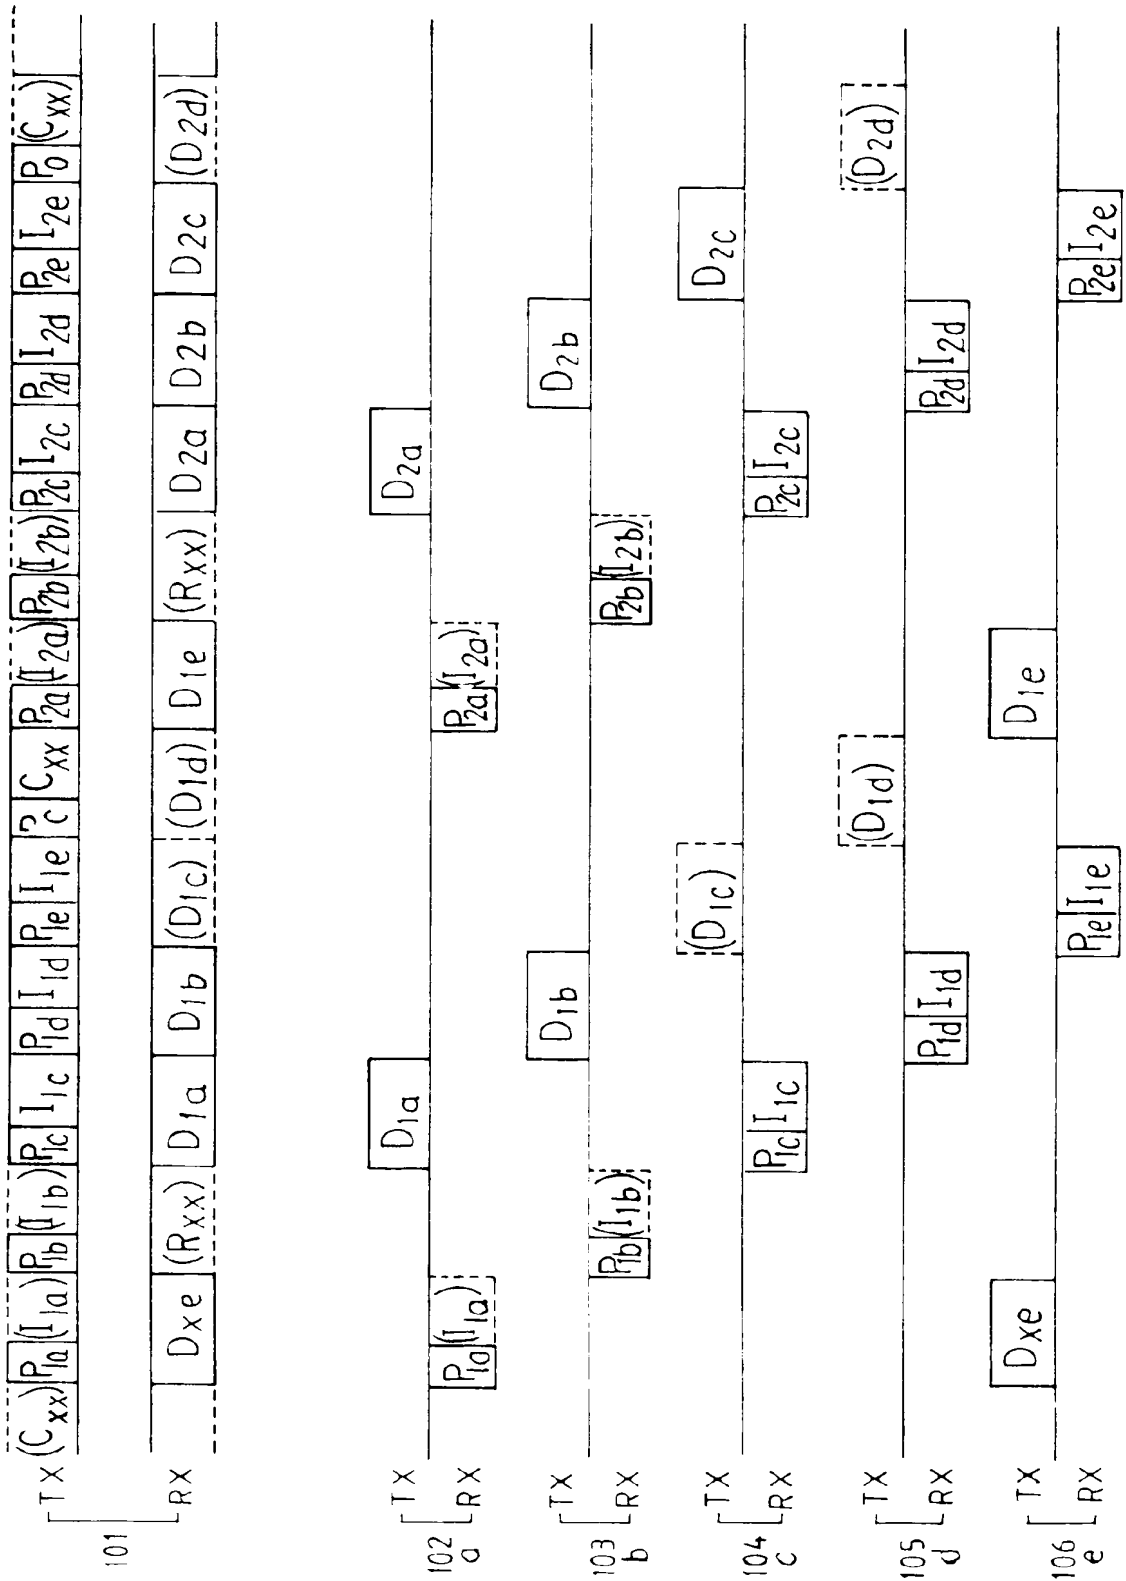 101
TX (Cxx) P1a (I1a) P1b (I1b) P1c I1c P1d I1d P1e I1e Cxx P2a (I2a) P2b (I2b) P2c I2c P2d I2d P2e I2e P0 (Cxx)
RX Dxe (Rxx) D1a D1b (D1c) (D1d) D1e (Rxx) D2a D2b D2c (D2d)
102 a
TX D1a D2a
RX P1a (I1a) P2a (I2a)
103 b
TX D1b D2b
RX P1b (I1b) P2b (I2b)
104 c
TX (D1c) D2c
RX P1c I1c P2c I2c
105 d
TX (D1d) (D2d)
RX P1d I1d P2d I2d
106 e
TX Dxe D1e
RX P1e I1e P2e I2e